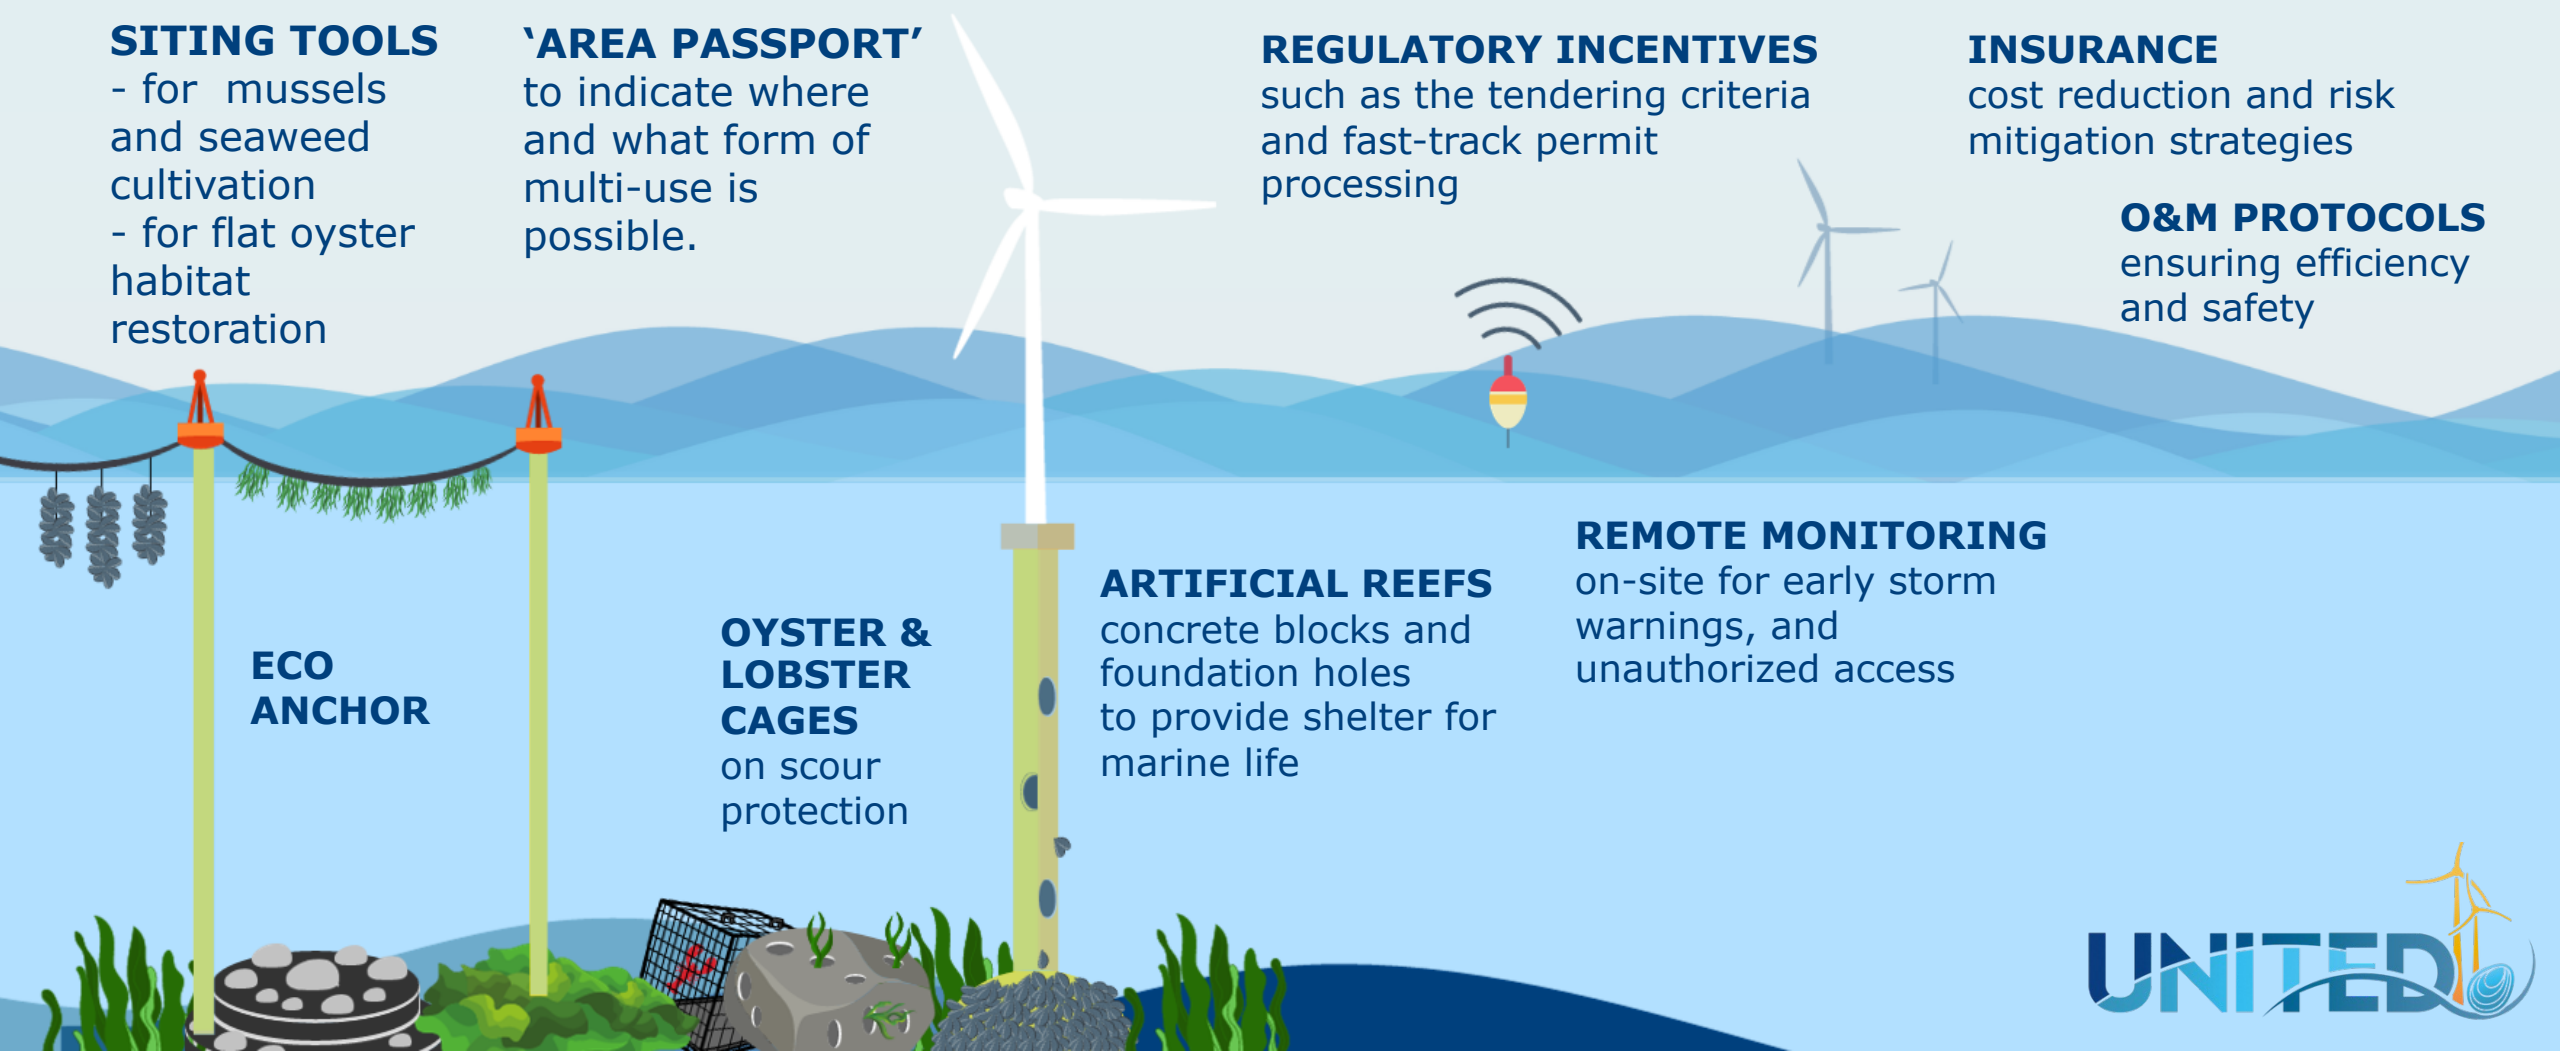 SITING TOOLS
- for  mussels
and seaweed
cultivation
- for flat oyster
habitat
restoration
‘AREA PASSPORT’
to indicate where
and what form of
multi-use is
possible.
REGULATORY INCENTIVES
such as the tendering criteria
and fast-track permit
processing
INSURANCE
cost reduction and risk
mitigation strategies
O&M PROTOCOLS
ensuring efficiency
and safety
ECO
ANCHOR
OYSTER &
LOBSTER
CAGES
on scour
protection
ARTIFICIAL REEFS
concrete blocks and
foundation holes
to provide shelter for
marine life
REMOTE MONITORING
on-site for early storm
warnings, and
unauthorized access
UNITED